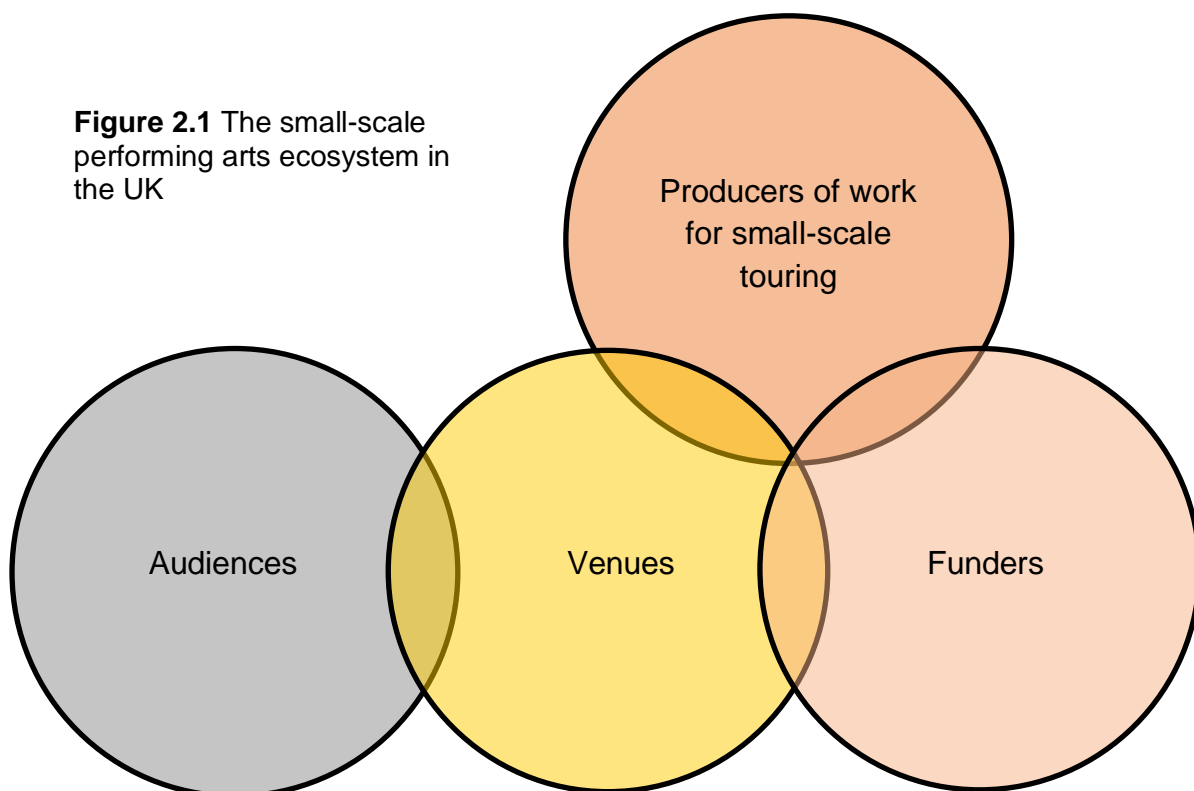 Figure 2.1 The small-scale
performing arts ecosystem in
the UK
Producers of work
for small-scale
touring
Audiences
Venues
Funders